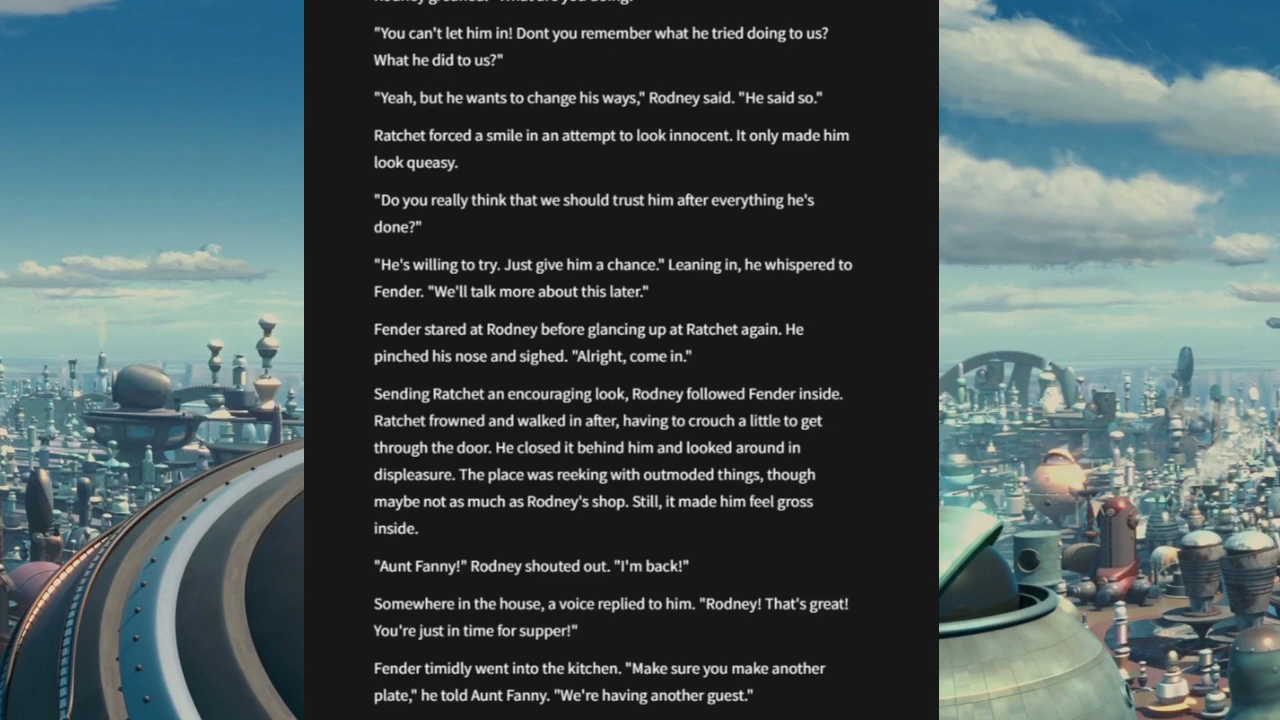 "You can't let him in! Dont you remember what he tried doing to us?
What he did to us?"
"Yeah, but he wants to change his ways," Rodney said. "He said so."
Ratchet forced a smile in an attempt to look innocent. It only made him
look queasy.
"Do you really think that we should trust him after everything he's
done?"
"He's willing to try. Just give him a chance." Leaning in, he whispered to
Fender. "We'll talk more about this later."
Fender stared at Rodney before glancing up at Ratchet again. He
pinched his nose and sighed. "Alright, come in."
Sending Ratchet an encouraging look, Rodney followed Fender inside.
Ratchet frowned and walked in after, having to crouch a little to get
through the door. He closed it behind him and looked around in
displeasure. The place was reeking with outmoded things, though
maybe not as much as Rodney's shop. Still, it made him feel gross
inside.
"Aunt Fanny!" Rodney shouted out. "I'm back!"
Somewhere in the house, a voice replied to him. "Rodney! That's great!
You're just in time for supper!"
Fender timidly went into the kitchen. "Make sure you make another
plate," he told Aunt Fanny. "We're having another guest."